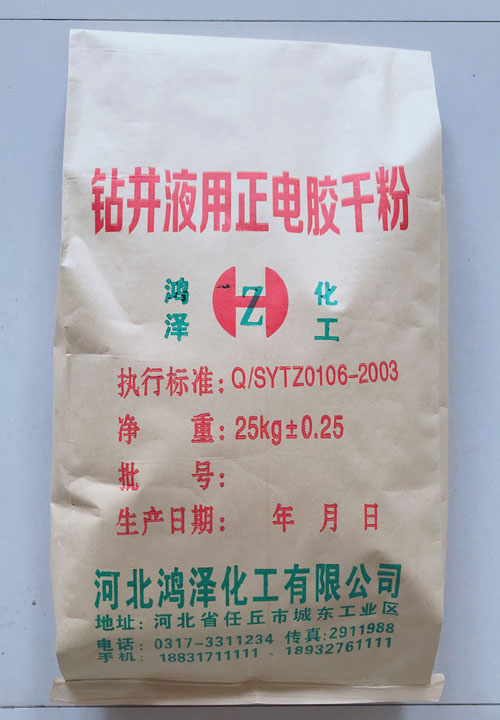 钻井液用正电胶干粉
鸿 Z 化
泽 工
执行标准: Q/SYTZ0106-2003
净 重: 25kg±0.25
批 号:
生产日期: 年 月 日
河北鸿泽化工有限公司
地址: 河北省任丘市城东工业区
电话: 0317-3311234 传真: 2911988
手机: 18831711111 、18932761111